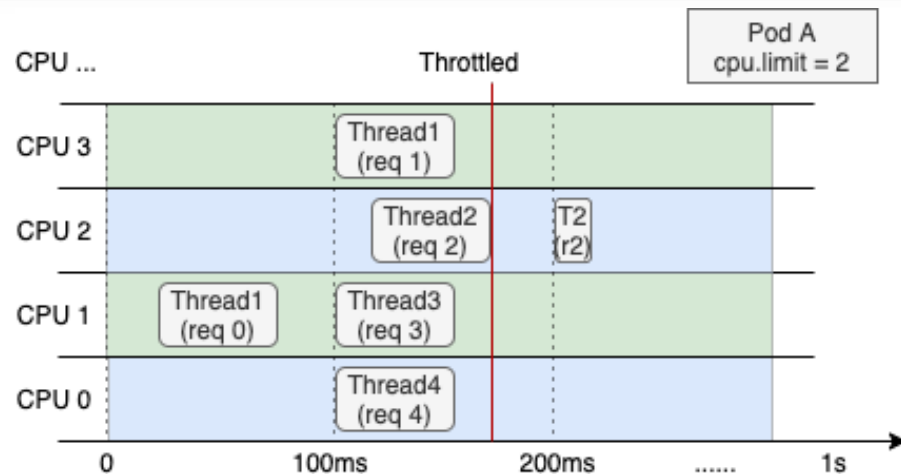 Pod A
cpu.limit = 2
CPU ...
Throttled
CPU 3
Thread1
(req 1)
CPU 2
Thread2
(req 2)
T2
(r2)
CPU 1
Thread1
(req 0)
Thread3
(req 3)
CPU 0
Thread4
(req 4)
0
100ms
200ms
......
1s